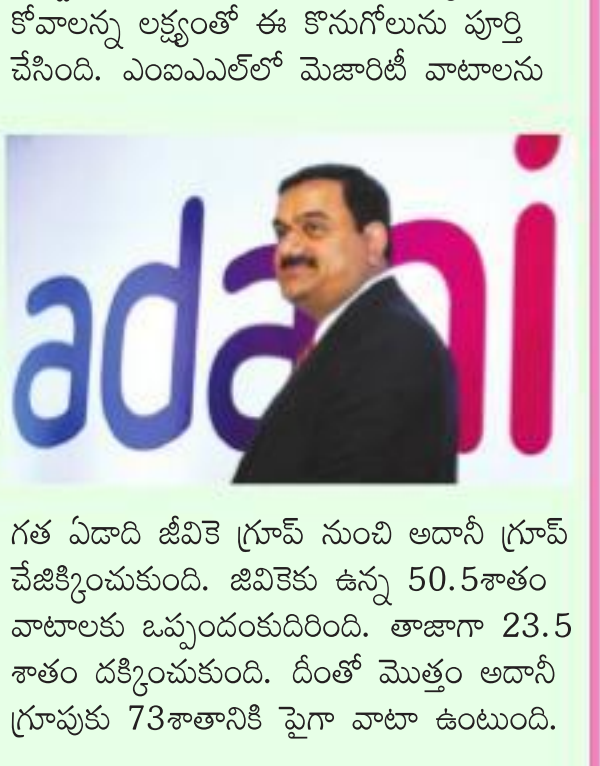 కోవాలన్న లక్ష్యంతో ఈ కొనుగోలును పూర్తి
చేసింది. ఎంఐఎఎల్‌లో మెజారిటీ వాటాలను
adani
గత ఏడాది జీవికె గ్రూప్ నుంచి అదానీ గ్రూప్
చేజిక్కించుకుంది. జివికెకు ఉన్న 50.5శాతం
వాటాలకు ఒప్పందంకుదిరింది. తాజాగా 23.5
శాతం దక్కించుకుంది. దీంతో మొత్తం అదానీ
గ్రూపుకు 73శాతానికి పైగా వాటా ఉంటుంది.